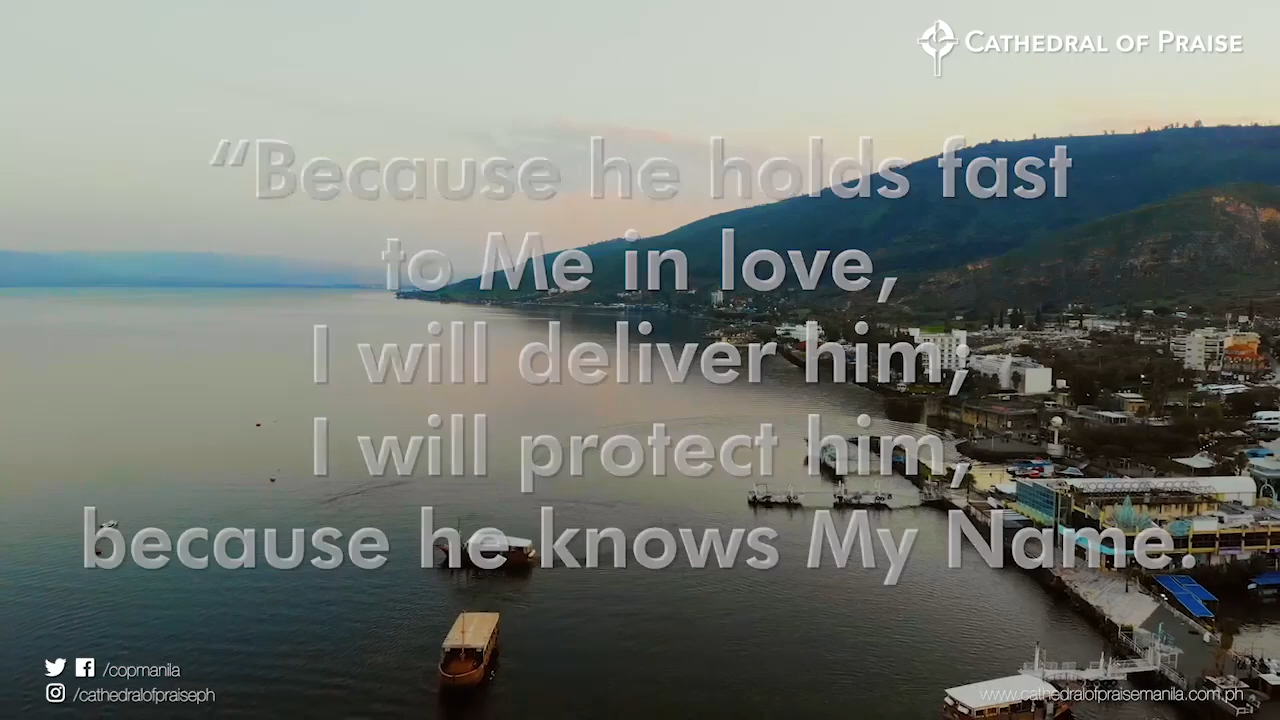 CATHEDRAL OF PRAISE
“Because he holds fast
to Me in love,
I will deliver him;
I will protect him,
because he knows My Name.
/copmanila
/cathedralofpraiseph
www.cathedralofpraisemanila.com.ph